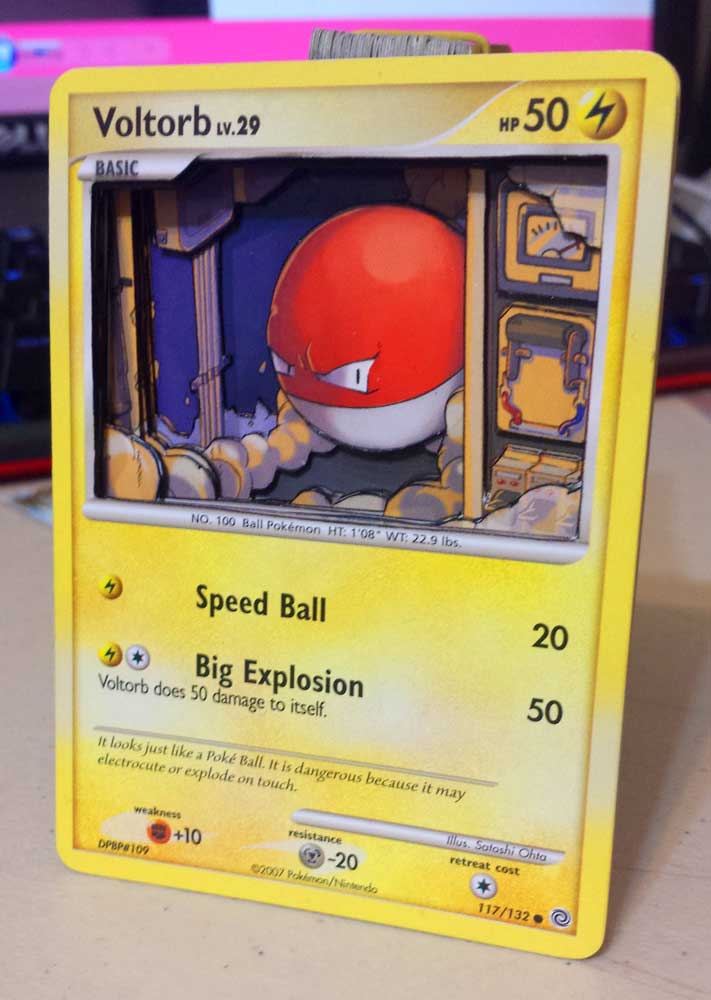 Voltorb LV.29
HP 50
BASIC
NO. 100 Ball Pokémon HT: 1'08" WT: 22.9 lbs.
Speed Ball
20
Big Explosion
50
Voltorb does 50 damage to itself.
It looks just like a Poké Ball. It is dangerous because it may
electrocute or explode on touch.
weakness
+10
resistance
-20
Illus. Satoshi Ohta
retreat cost
DPBP#109
©2007 Pokémon/Nintendo
117/132